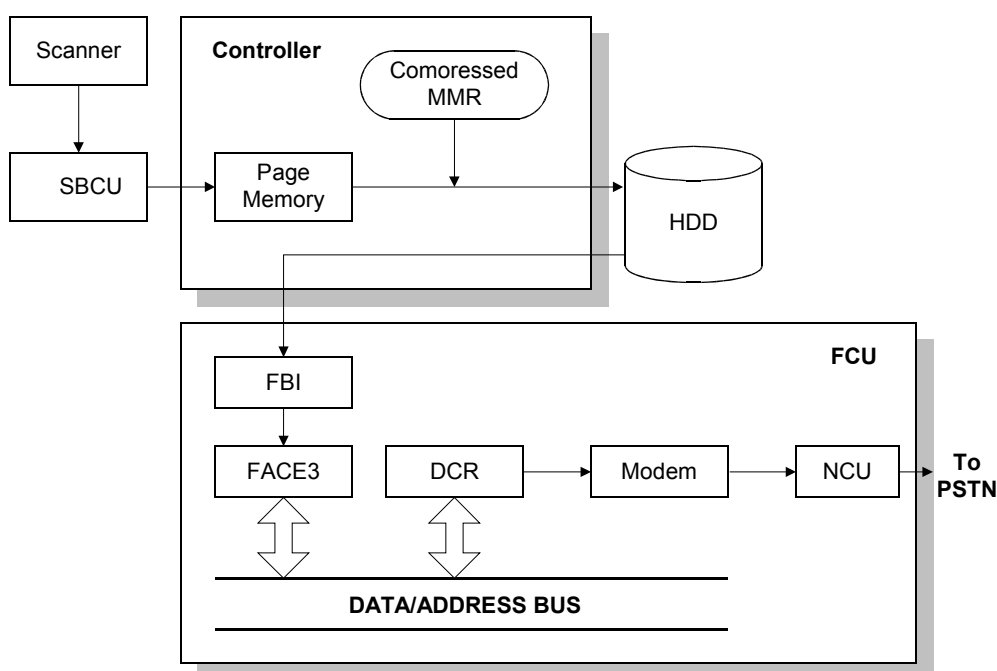 Scanner
Controller
Comoressed
MMR
SBCU
Page
Memory
HDD
FCU
FBI
FACE3
DCR
Modem
NCU
To
PSTN
DATA/ADDRESS BUS